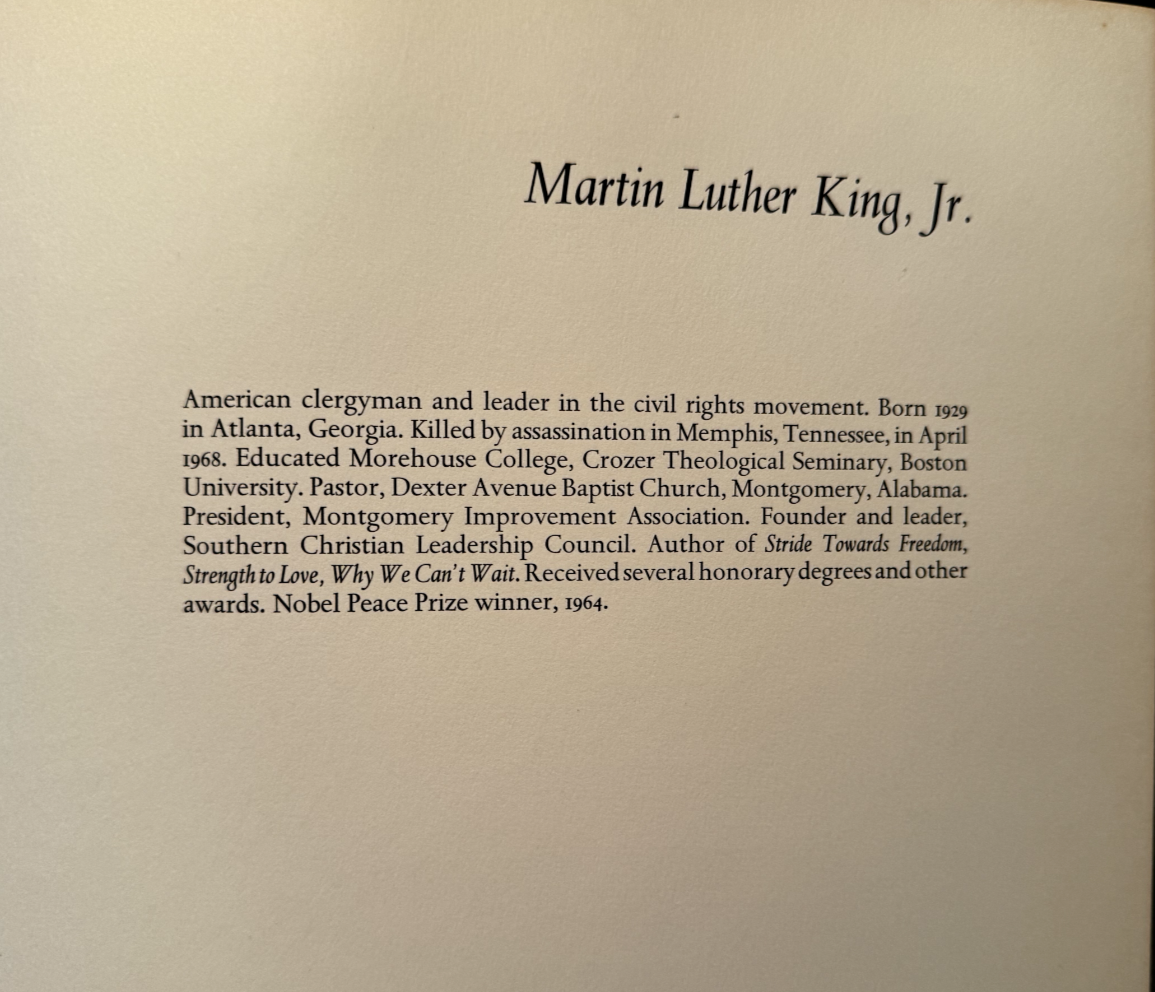 Martin Luther King, Jr.
American clergyman and leader in the civil rights movement. Born 1929
in Atlanta, Georgia. Killed by assassination in Memphis, Tennessee, in April
1968. Educated Morehouse College, Crozer Theological Seminary, Boston
University. Pastor, Dexter Avenue Baptist Church, Montgomery, Alabama.
President, Montgomery Improvement Association. Founder and leader,
Southern Christian Leadership Council. Author of Stride Towards Freedom,
Strength to Love, Why We Can't Wait. Received several honorary degrees and other
awards. Nobel Peace Prize winner, 1964.